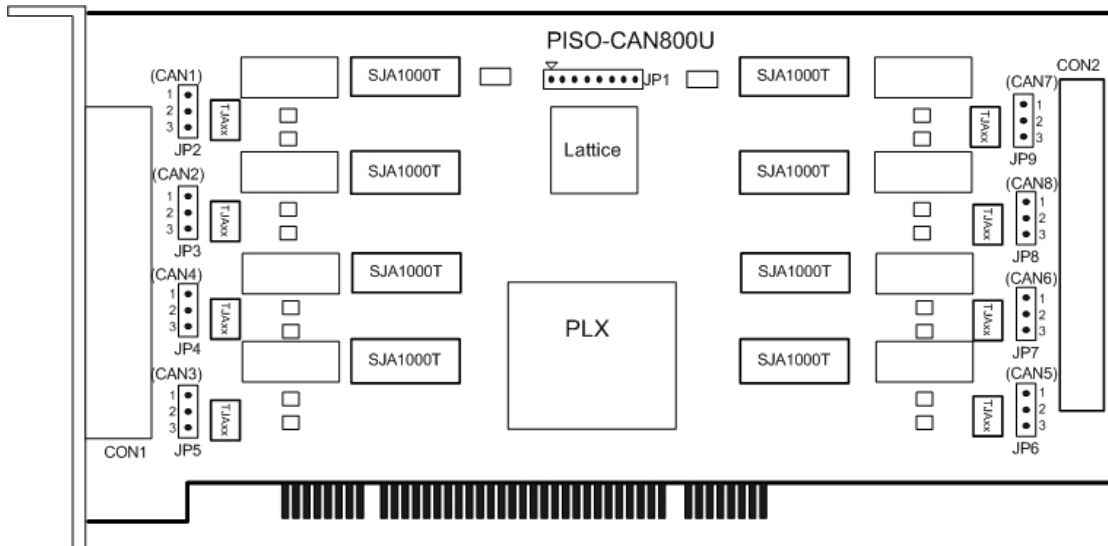 PISO-CAN800U
(CAN1)
1
2
3
JP2
TJAxx
SJA1000T
JP1
SJA1000T
(CAN7)
1
2
3
JP9
TJAxx
CON2
Lattice
(CAN2)
1
2
3
JP3
TJAxx
SJA1000T
SJA1000T
(CAN8)
1
2
3
JP8
TJAxx
(CAN4)
1
2
3
JP4
TJAxx
SJA1000T
PLX
SJA1000T
(CAN6)
1
2
3
JP7
TJAxx
(CAN3)
1
2
3
JP5
TJAxx
SJA1000T
SJA1000T
(CAN5)
1
2
3
JP6
TJAxx
CON1